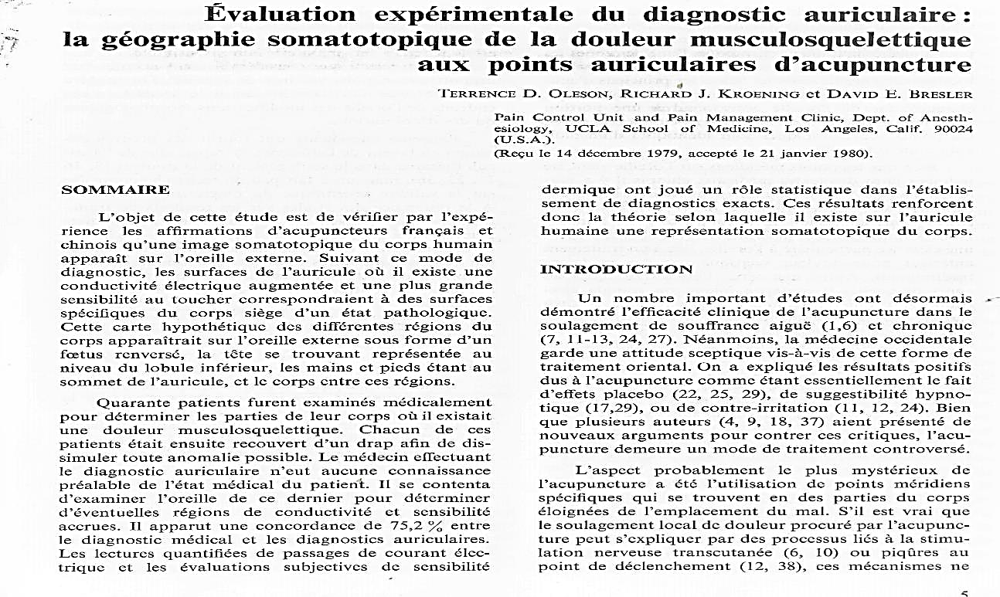 Évaluation expérimentale du diagnostic auriculaire :
la géographie somatotopique de la douleur musculosquelettique
aux points auriculaires d'acupuncture
TERRENCE D. OLESON, RICHARD J. KROENING et DAVID E. BRESLER
Pain Control Unit and Pain Management Clinic, Dept. of Anesth-
esiology, UCLA School of Medicine, Los Angeles, Calif. 90024
(U.S.A.).
(Reçu le 14 décembre 1979, accepté le 21 janvier 1980).
SOMMAIRE
L'objet de cette étude est de vérifier par l'expé-
rience les affirmations d'acupuncteurs français et
chinois qu'une image somatotopique du corps humain
apparaît sur l'oreille externe. Suivant ce mode de
diagnostic, les surfaces de l'auricule où il existe une
conductivité électrique augmentée et une plus grande
sensibilité au toucher correspondraient à des surfaces
spécifiques du corps siège d'un état pathologique.
Cette carte hypothétique des différentes régions du
corps apparaîtrait sur l'oreille externe sous forme d'un
fœtus renversé, la tête se trouvant représentée au
niveau du lobule inférieur, les mains et pieds étant au
sommet de l'auricule, et le corps entre ces régions.
Quarante patients furent examinés médicalement
pour déterminer les parties de leur corps où il existait
une douleur musculosquelettique. Chacun de ces
patients était ensuite recouvert d'un drap afin de dis-
simuler toute anomalie possible. Le médecin effectuant
le diagnostic auriculaire n'eut aucune connaissance
préalable de l'état médical du patient. Il se contenta
d'examiner l'oreille de ce dernier pour déterminer
d'éventuelles régions de conductivité et sensibilité
accrues. Il apparut une concordance de 75,2 % entre
le diagnostic médical et les diagnostics auriculaires.
Les lectures quantifiées de passages de courant élec-
trique et les évaluations subjectives de sensibilité
dermique ont joué un rôle statistique dans l'établis-
sement de diagnostics exacts. Ces résultats renforcent
donc la théorie selon laquelle il existe sur l'auricule
humaine une représentation somatotopique du corps.
INTRODUCTION
Un nombre important d'études ont désormais
démontré l'efficacité clinique de l'acupuncture dans le
soulagement de souffrance aiguë (1,6) et chronique
(7, 11-13, 24, 27). Néanmoins, la médecine occidentale
garde une attitude sceptique vis-à-vis de cette forme de
traitement oriental. On a expliqué les résultats positifs
dus à l'acupuncture comme étant essentiellement le fait
d'effets placebo (22, 25, 29), de suggestibilité hypno-
tique (17,29), ou de contre-irritation (11, 12, 24). Bien
que plusieurs auteurs (4, 9, 18, 37) aient présenté de
nouveaux arguments pour contrer ces critiques, l'acu-
puncture demeure un mode de traitement controversé.
L'aspect probablement le plus mystérieux de
l'acupuncture a été l'utilisation de points méridiens
spécifiques qui se trouvent en des parties du corps
éloignées de l'emplacement du mal. S'il est vrai que
le soulagement local de douleur procuré par l'acupunc-
ture peut s'expliquer par des processus liés à la stimu-
lation nerveuse transcutanée (6, 10) ou piqûres au
point de déclenchement (12, 38), ces mécanismes ne
5